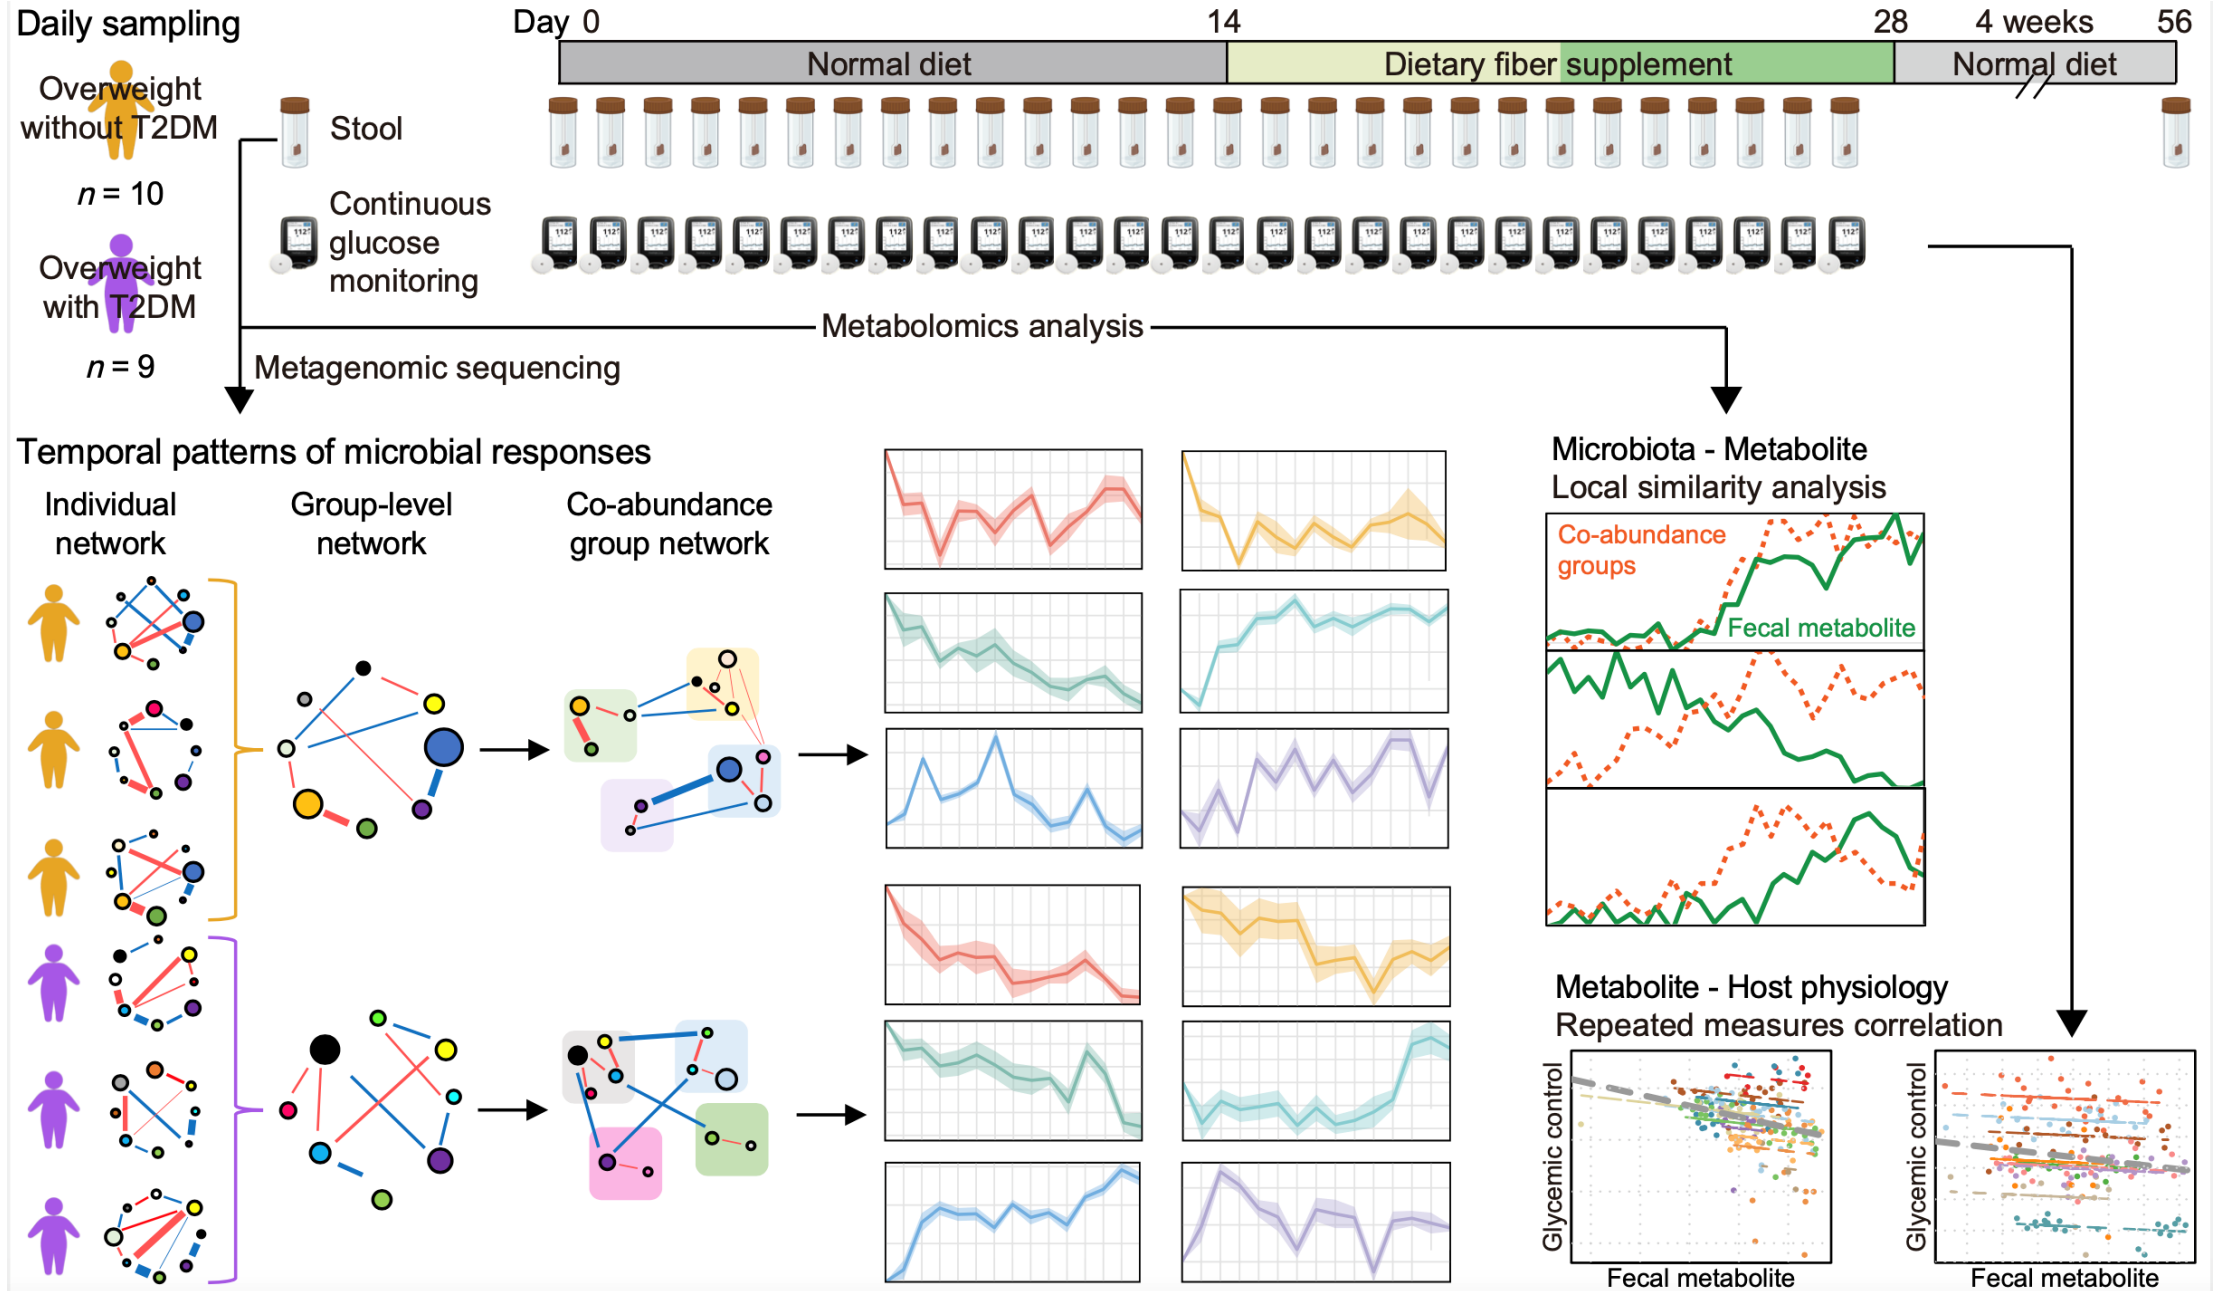 Daily sampling
Day 0 14 28 4 weeks 56
Normal diet
Dietary fiber supplement
Normal diet
Overweight
without T2DM
n = 10
Overweight
with T2DM
n = 9
Stool
Continuous
glucose
monitoring
Metabolomics analysis
Metagenomic sequencing
Temporal patterns of microbial responses
Individual
network
Group-level
network
Co-abundance
group network
Microbiota - Metabolite
Local similarity analysis
Co-abundance
groups
Fecal metabolite
Metabolite - Host physiology
Repeated measures correlation
Glycemic control
Fecal metabolite
Glycemic control
Fecal metabolite